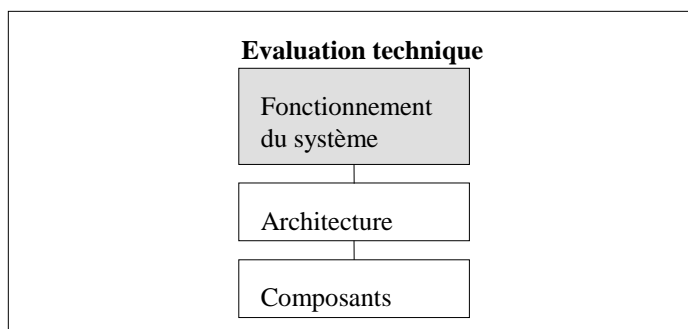 Evaluation technique
Fonctionnement
du système
Architecture
Composants